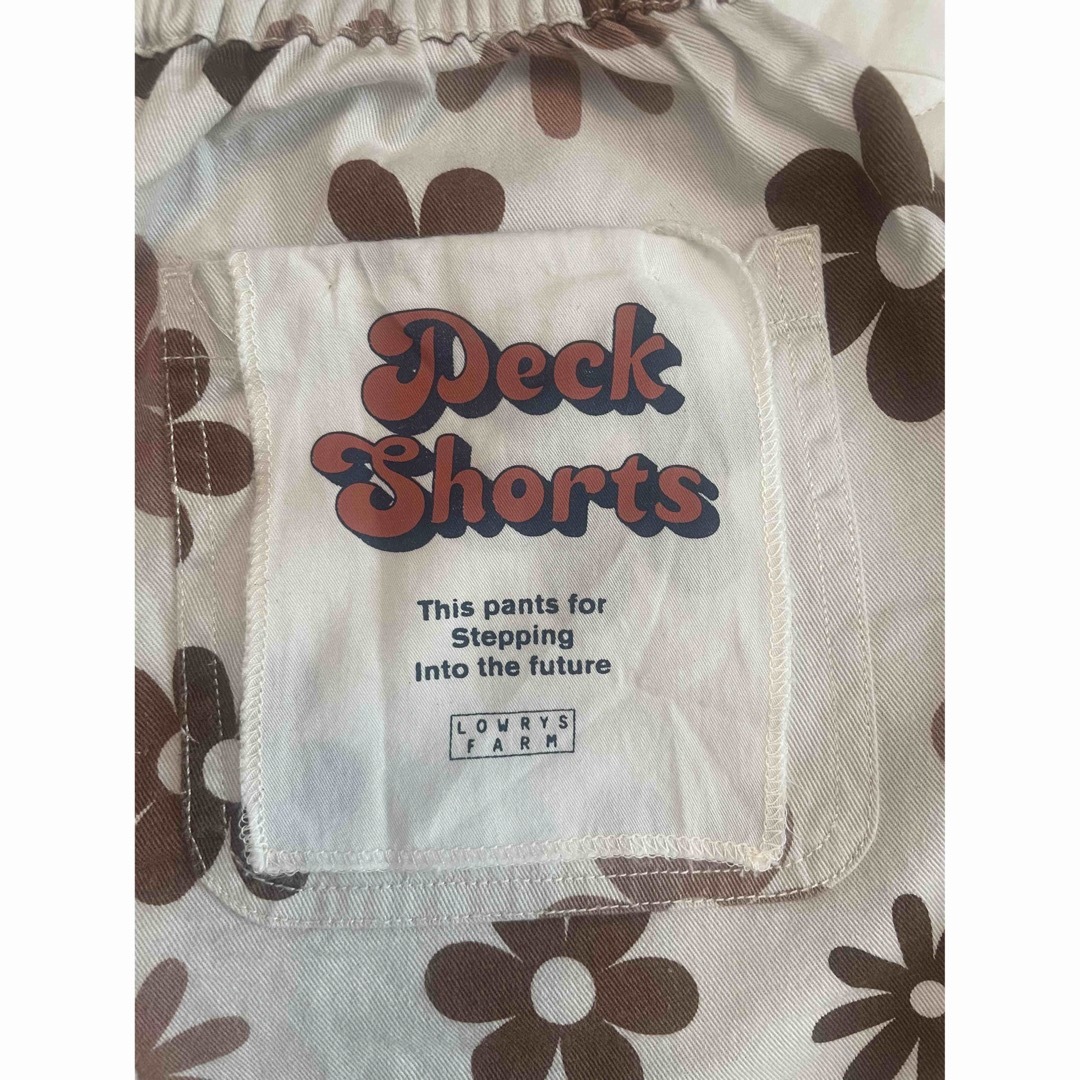 Deck
Shorts
This pants for
Stepping
Into the future
LOWRYS
FARM